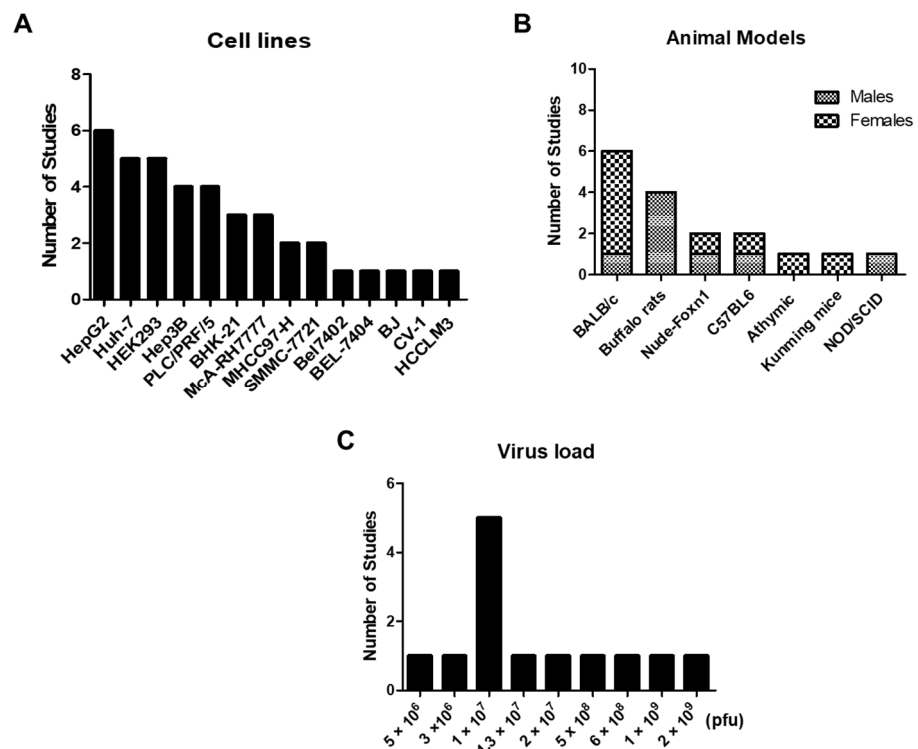 A
Cell lines
Number of Studies
8
6
4
2
0
HepG2
Huh-7
HEK293
Hep3B
PLC/PRF/5
BHK-21
McA-RH7777
MHCC97-H
SMMC-7721
Bel7402
BEL-7404
BJ
CV-1
HCCLM3
B
Animal Models
Number of Studies
10
8
6
4
2
0
Males
Females
BALB/c
Buffalo rats
Nude-Foxn1
C57BL6
Athymic
Kunming mice
NOD/SCID
C
Virus load
Number of Studies
6
4
2
0
5 × 10⁶
3 ×10⁶
1 × 10⁷
1.3 × 10⁷
2 × 10⁷
5 × 10⁸
6 × 10⁸
1 × 10⁹
2 × 10⁹
(pfu)